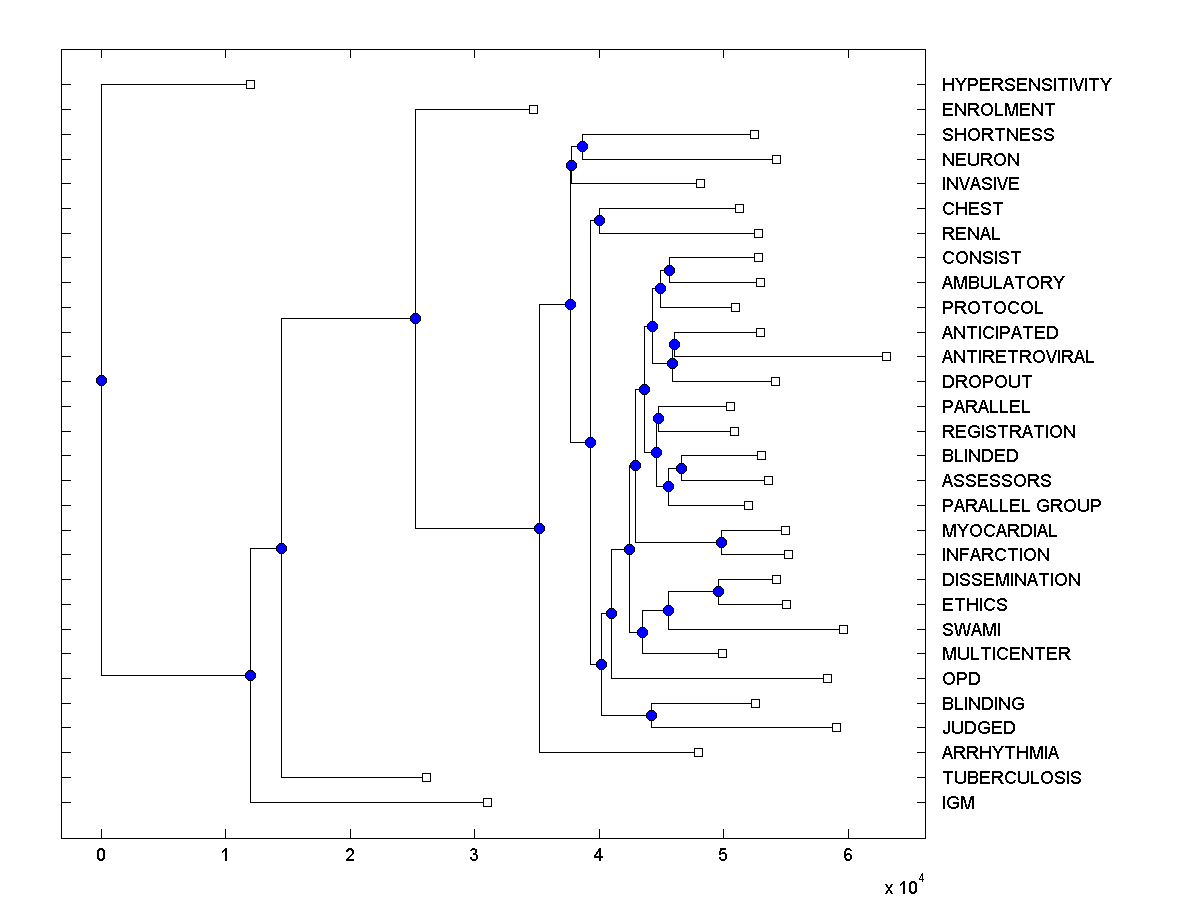 HYPERSENSITIVITY
ENROLMENT
SHORTNESS
NEURON
INVASIVE
CHEST
RENAL
CONSIST
AMBULATORY
PROTOCOL
ANTICIPATED
ANTIRETROVIRAL
DROPOUT
PARALLEL
REGISTRATION
BLINDED
ASSESSORS
PARALLEL GROUP
MYOCARDIAL
INFARCTION
DISSEMINATION
ETHICS
SWAMI
MULTICENTER
OPD
BLINDING
JUDGED
ARRHYTHMIA
TUBERCULOSIS
IGM
0 1 2 3 4 5 6
x 10^4